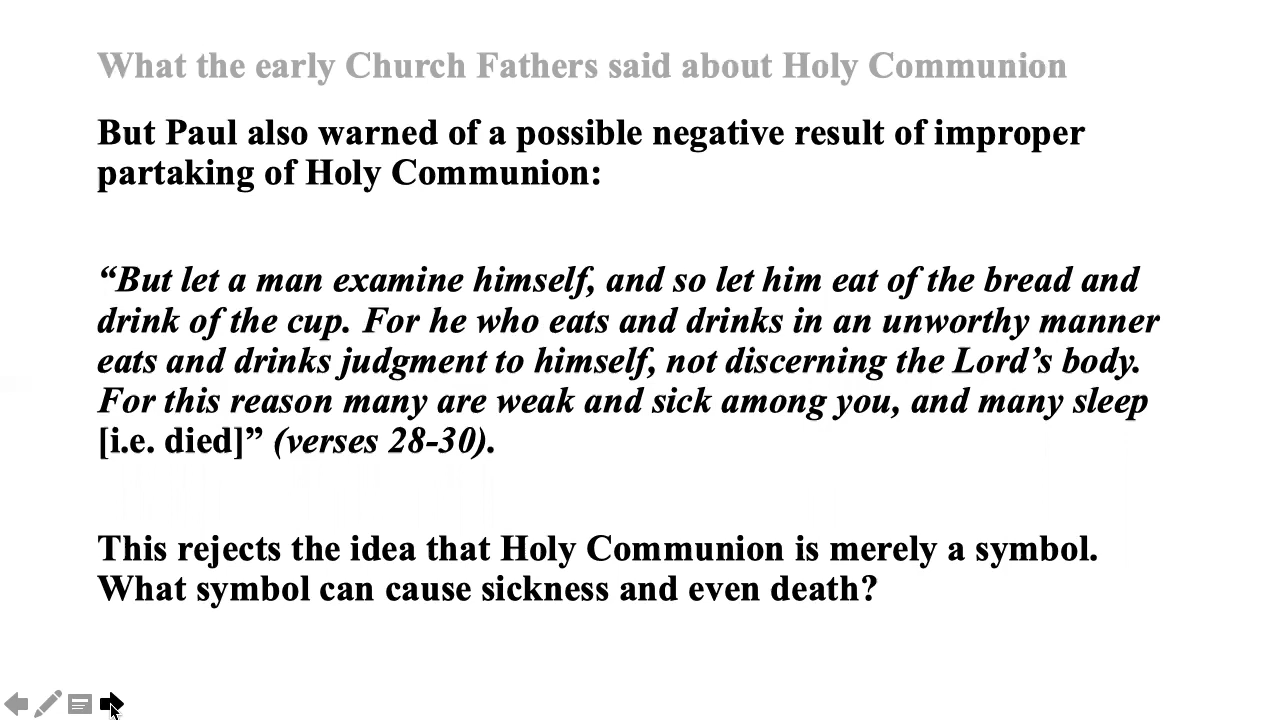 What the early Church Fathers said about Holy Communion
But Paul also warned of a possible negative result of improper
partaking of Holy Communion:
“But let a man examine himself, and so let him eat of the bread and
drink of the cup. For he who eats and drinks in an unworthy manner
eats and drinks judgment to himself, not discerning the Lord’s body.
For this reason many are weak and sick among you, and many sleep
[i.e. died]” (verses 28-30).
This rejects the idea that Holy Communion is merely a symbol.
What symbol can cause sickness and even death?